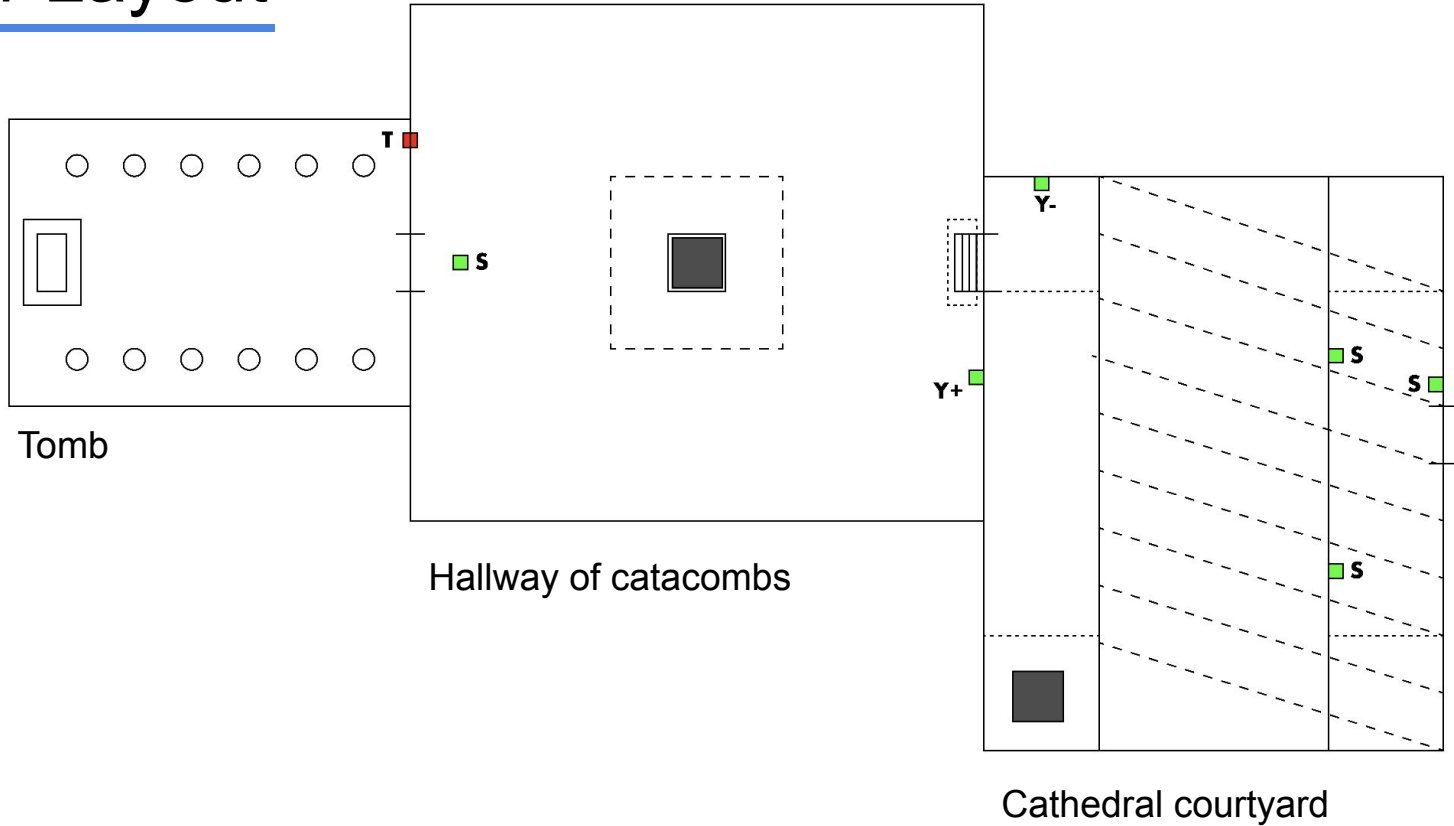 Layout
T
S
Y-
S
S
Y+
Tomb
S
Hallway of catacombs
Cathedral courtyard